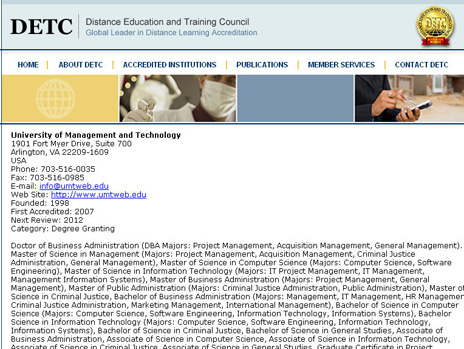 DETC
Distance Education and Training Council
Global Leader in Distance Learning Accreditation
HOME | ABOUT DETC | ACCREDITED INSTITUTIONS | PUBLICATIONS | MEMBER SERVICES | CONTACT DETC
University of Management and Technology
1901 Fort Myer Drive, Suite 700
Arlington, VA 22209-1609
USA
Phone: 703-516-0035
Fax: 703-516-0985
E-mail: info@umtweb.edu
Web Site: http://www.umtweb.edu
Founded: 1998
First Accredited: 2007
Next Review: 2012
Category: Degree Granting
Doctor of Business Administration (DBA Majors: Project Management, Acquisition Management, General Management).
Master of Science in Management (Majors: Project Management, Acquisition Management, Criminal Justice
Administration, General Management), Master of Science in Computer Science (Majors: Computer Science, Software
Engineering), Master of Science in Information Technology (Majors: IT Project Management, IT Management,
Management Information Systems), Master of Business Administration (Majors: Project Management, General
Management), Master of Public Administration (Majors: Criminal Justice Administration, Public Administration), Master of
Science in Criminal Justice, Bachelor of Business Administration (Majors: Management, IT Management, HR Managemen
Criminal Justice Administration, Marketing Management, International Management), Bachelor of Science in Computer
Science (Majors: Computer Science, Software Engineering, Information Technology, Information Systems), Bachelor
Science in Information Technology (Majors: Computer Science, Software Engineering, Information Technology,
Information Systems), Bachelor of Science in Criminal Justice, Bachelor of Science in General Studies, Associate of
Business Administration, Associate of Science in Computer Science, Associate of Science in Information Technology,
Associate of Science in Criminal Justice, Associate of Science in General Studies, Graduate Certificate in Project